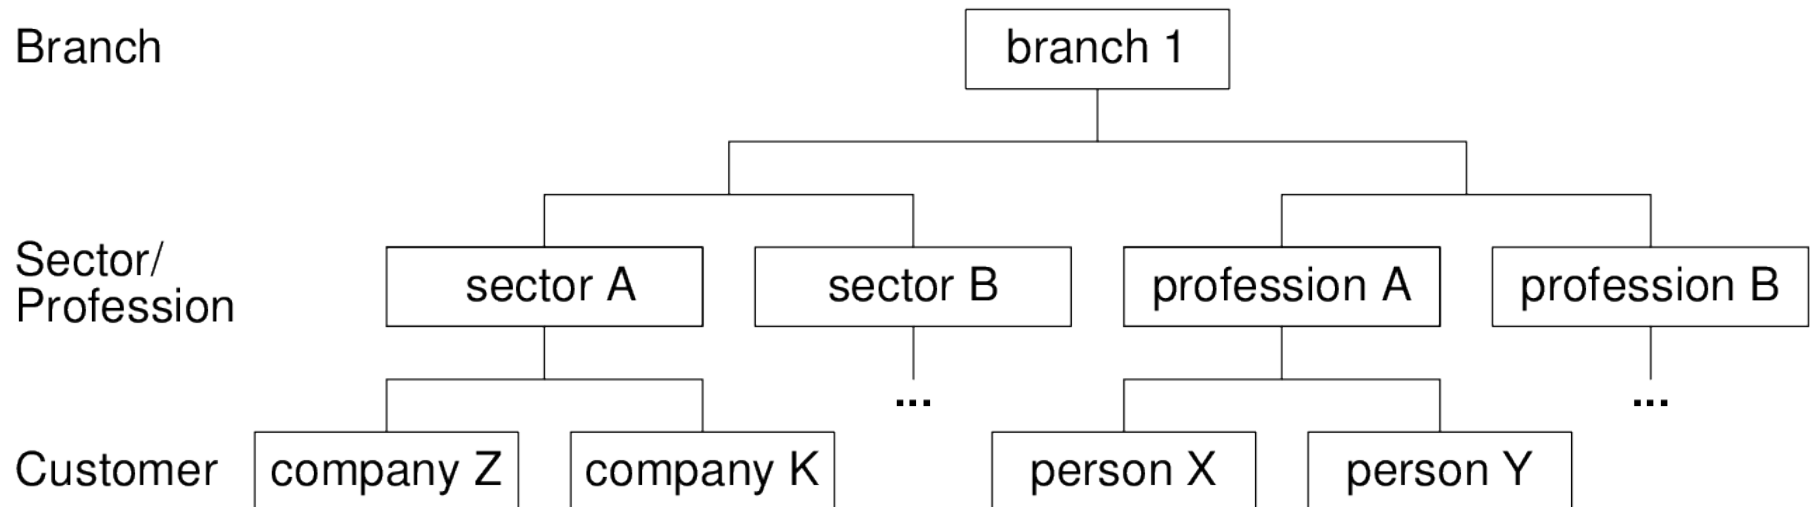 Branch
branch 1
Sector/
Profession
sector A
sector B
profession A
profession B
...
...
Customer
company Z
company K
person X
person Y